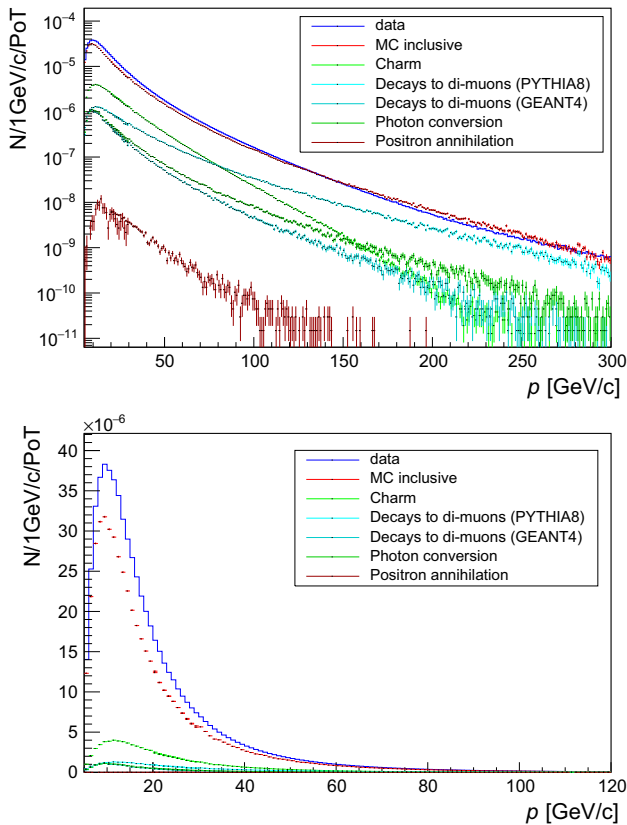 N/1GeV/c/PoT
10⁻⁴
10⁻⁵
10⁻⁶
10⁻⁷
10⁻⁸
10⁻⁹
10⁻¹⁰
10⁻¹¹
data
MC inclusive
Charm
Decays to di-muons (PYTHIA8)
Decays to di-muons (GEANT4)
Photon conversion
Positron annihilation
50 100 150 200 250 300
p [GeV/c]
×10⁻⁶
N/1GeV/c/PoT
40
35
30
25
20
15
10
5
0
data
MC inclusive
Charm
Decays to di-muons (PYTHIA8)
Decays to di-muons (GEANT4)
Photon conversion
Positron annihilation
20 40 60 80 100 120
p [GeV/c]